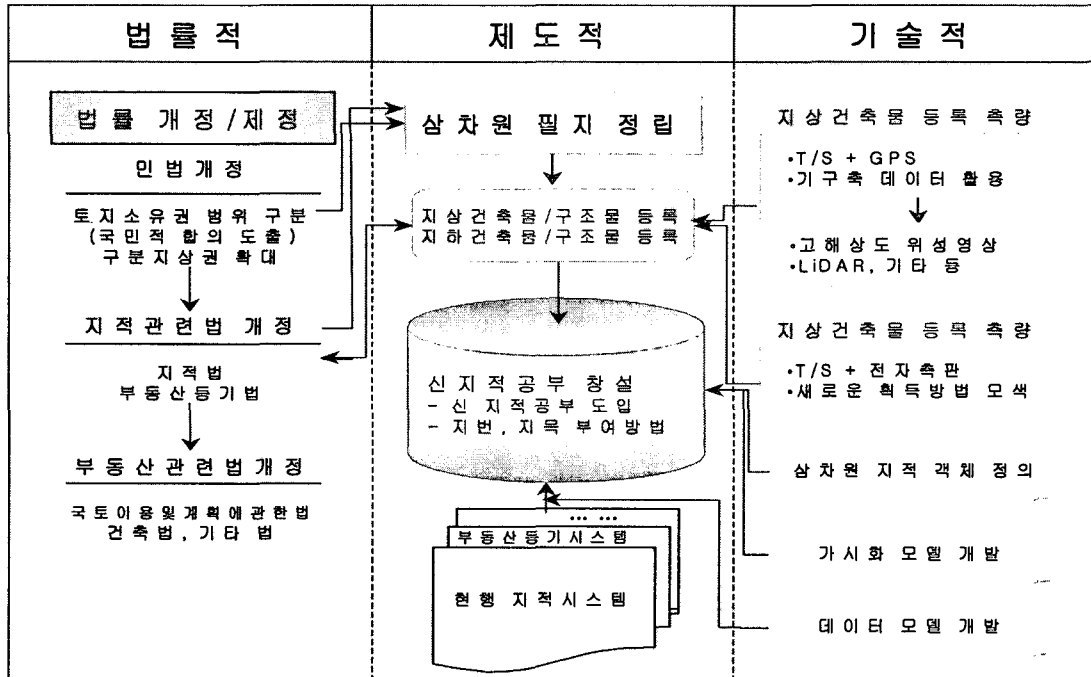 법률적
제도적
기술적
법률 개정/제정
민법개정
토지소유권 범위 구분
(국민적 합의 도출)
구분지상권 확대
지적관련법 개정
지적법
부동산등기법
부동산관련법개정
국토이용및계획에관한법
건축법, 기타 법
삼차원 필지 정립
지상건축물/구조물 등록
지하건축물/구조물 등록
신지적공부 창설
- 신 지적공부 도입
- 지번, 지목 부여방법
... ...
부동산등기시스템
현행 지적시스템
지상건축물 등록 측량
•T/S + GPS
•기구축 데이터 활용
•고해상도 위성영상
•LiDAR, 기타 등
지상건축물 등록 측량
•T/S + 전자측판
•새로운 획득방법 모색
삼차원 지적 객체 정의
가시화 모델 개발
데이터 모델 개발